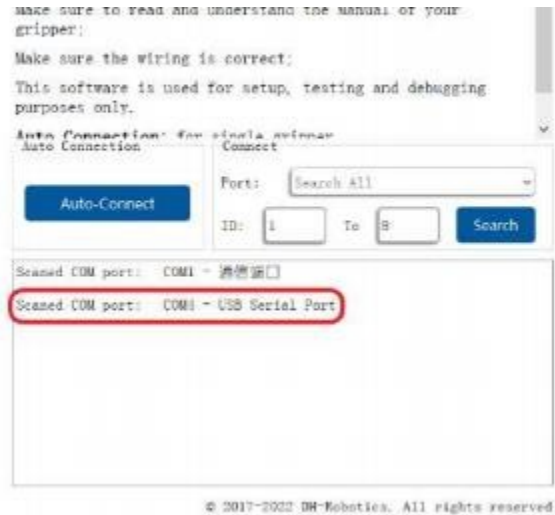 Make sure to read and understand the manual of your
gripper;
Make sure the wiring is correct;
This software is used for setup, testing and debugging
purposes only.
Auto Connection: for single gripper
Auto Connection
Connect
Port: Search All
Auto-Connect
ID: 1 To 8 Search
Scaned COM port: COM1 - 通信端口
Scaned COM port: - USB Serial Port
© 2017-2022 DH-Robotics. All rights reserved